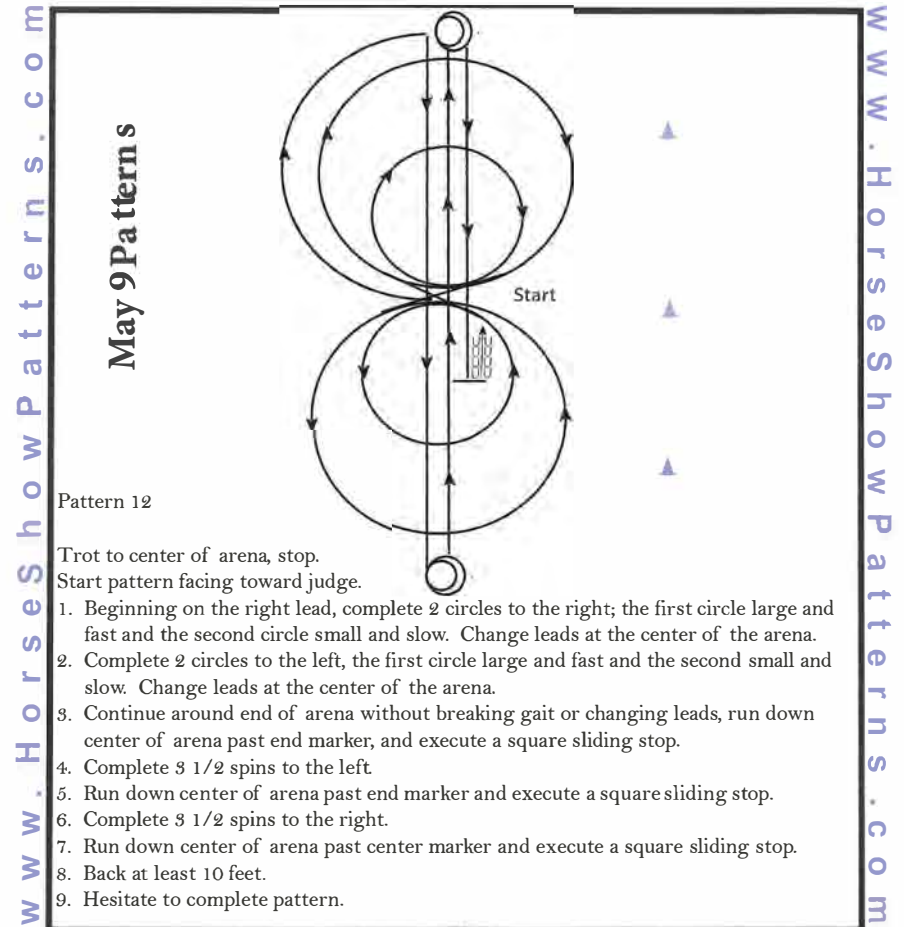 www.HorseShowPatterns.com
May 9Patterns
Start
Pattern 12
Trot to center of arena, stop.
Start pattern facing toward judge.
1. Beginning on the right lead, complete 2 circles to the right; the first circle large and
fast and the second circle small and slow. Change leads at the center of the arena.
2. Complete 2 circles to the left, the first circle large and fast and the second small and
slow. Change leads at the center of the arena.
3. Continue around end of arena without breaking gait or changing leads, run down
center of arena past end marker, and execute a square sliding stop.
4. Complete 3 1/2 spins to the left.
5. Run down center of arena past end marker and execute a square sliding stop.
6. Complete 3 1/2 spins to the right.
7. Run down center of arena past center marker and execute a square sliding stop.
8. Back at least 10 feet.
9. Hesitate to complete pattern.
www.HorseShowPatterns.com